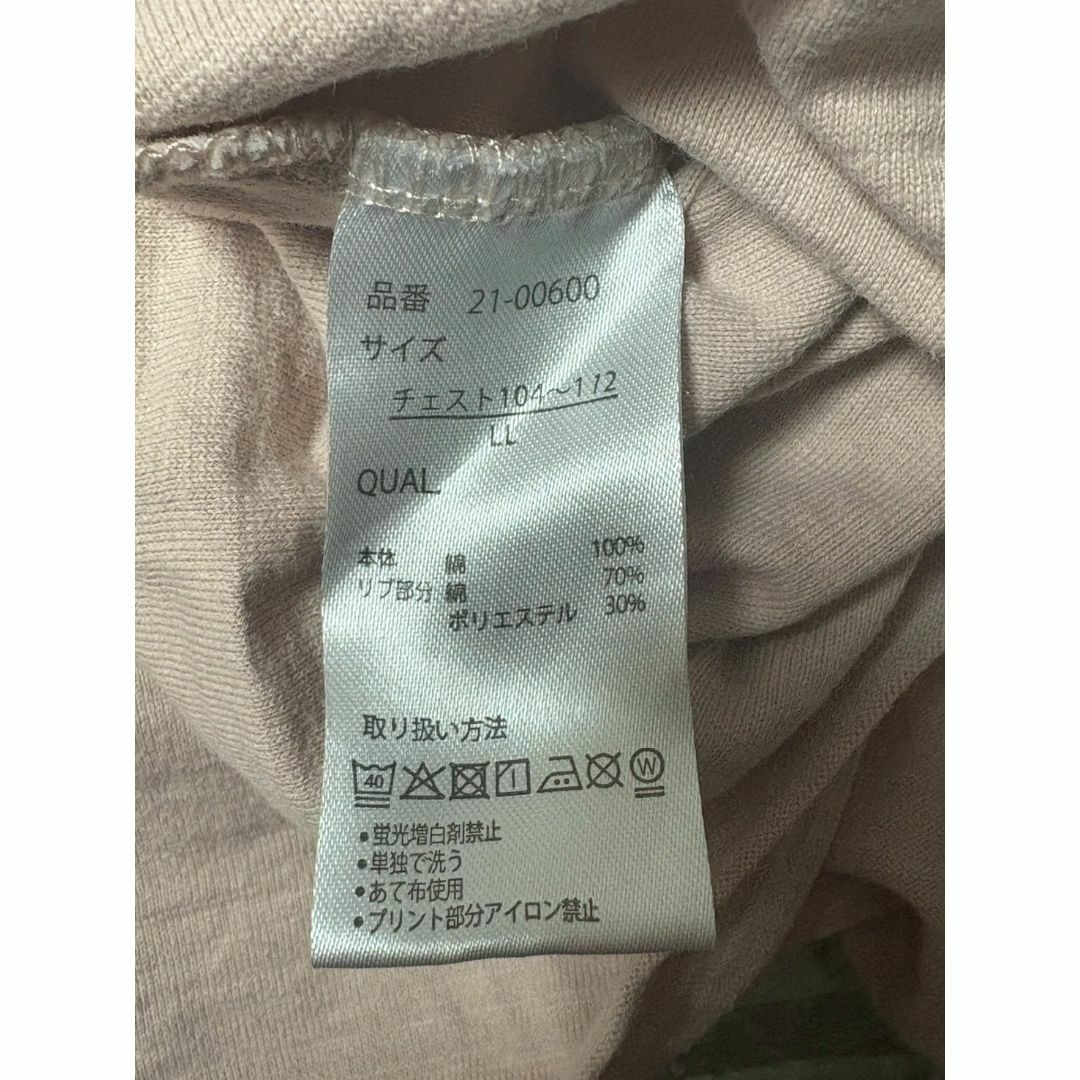 品番 21-00600
サイズ
チェスト104～112
LL
QUAL.
本体 綿 100%
リブ部分 綿 70%
ポリエステル 30%
取り扱い方法
40 W
•蛍光増白剤禁止
•単独で洗う
•あて布使用
•プリント部分アイロン禁止